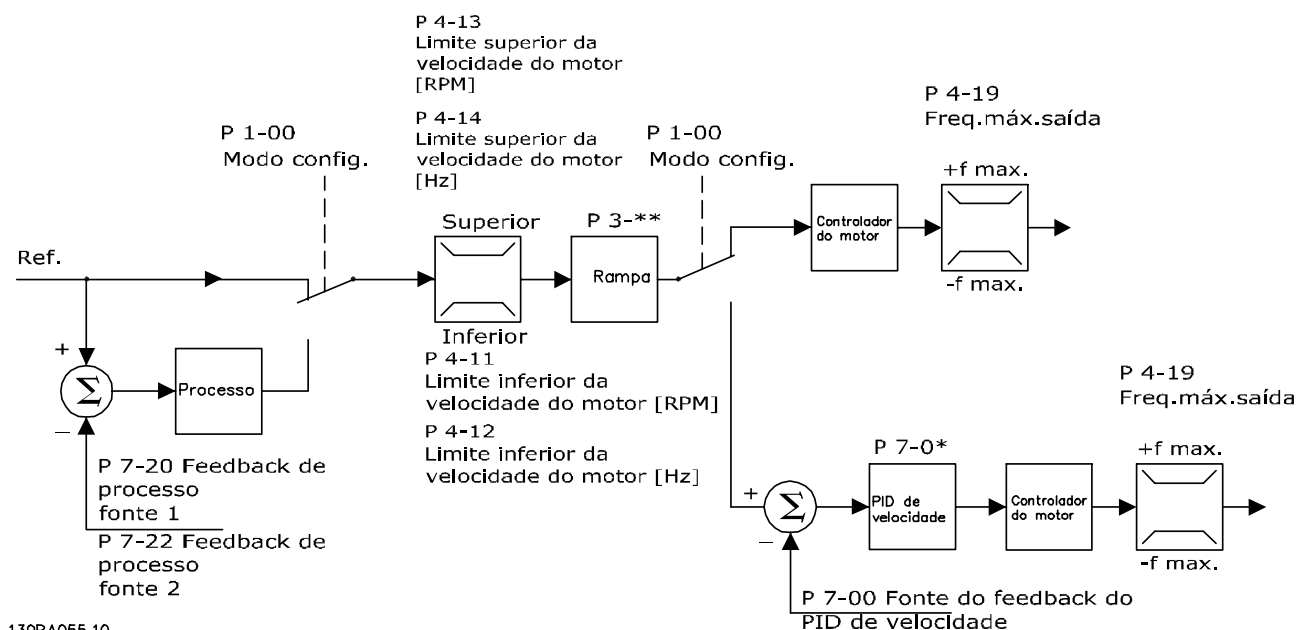 P 4-13
Limite superior da
velocidade do motor
[RPM]
P 4-14
Limite superior da
velocidade do motor
[Hz]
P 1-00
Modo config.
P 1-00
Modo config.
P 4-19
Freq.máx.saída
+f max.
Superior
P 3-**
Controlador
do motor
Ref.
Rampa
-f max.
Inferior
P 4-11
Limite inferior da
velocidade do motor [RPM]
P 4-12
Limite inferior da
velocidade do motor [Hz]
+
Σ
Processo
−
P 7-20 Feedback de
processo
fonte 1
P 7-22 Feedback de
processo
fonte 2
P 4-19
Freq.máx.saída
+f max.
P 7-0*
+
Σ
PID de
velocidade
Controlador
do motor
−
-f max.
P 7-00 Fonte do feedback do
PID de velocidade
130BA055.10